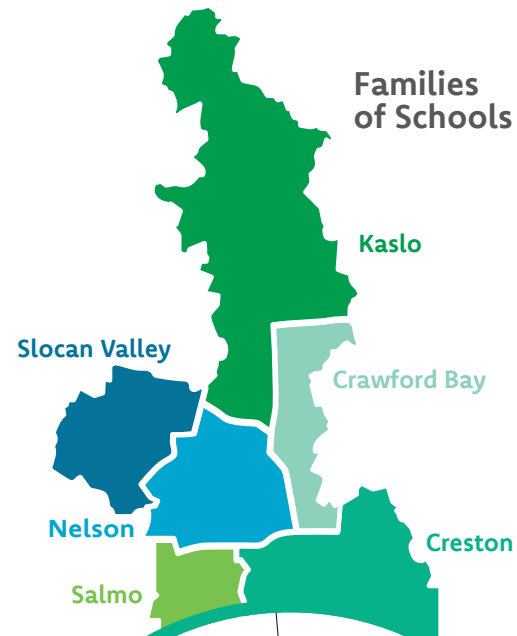 Families
of Schools
Kaslo
Slocan Valley
Crawford Bay
Nelson
Creston
Salmo